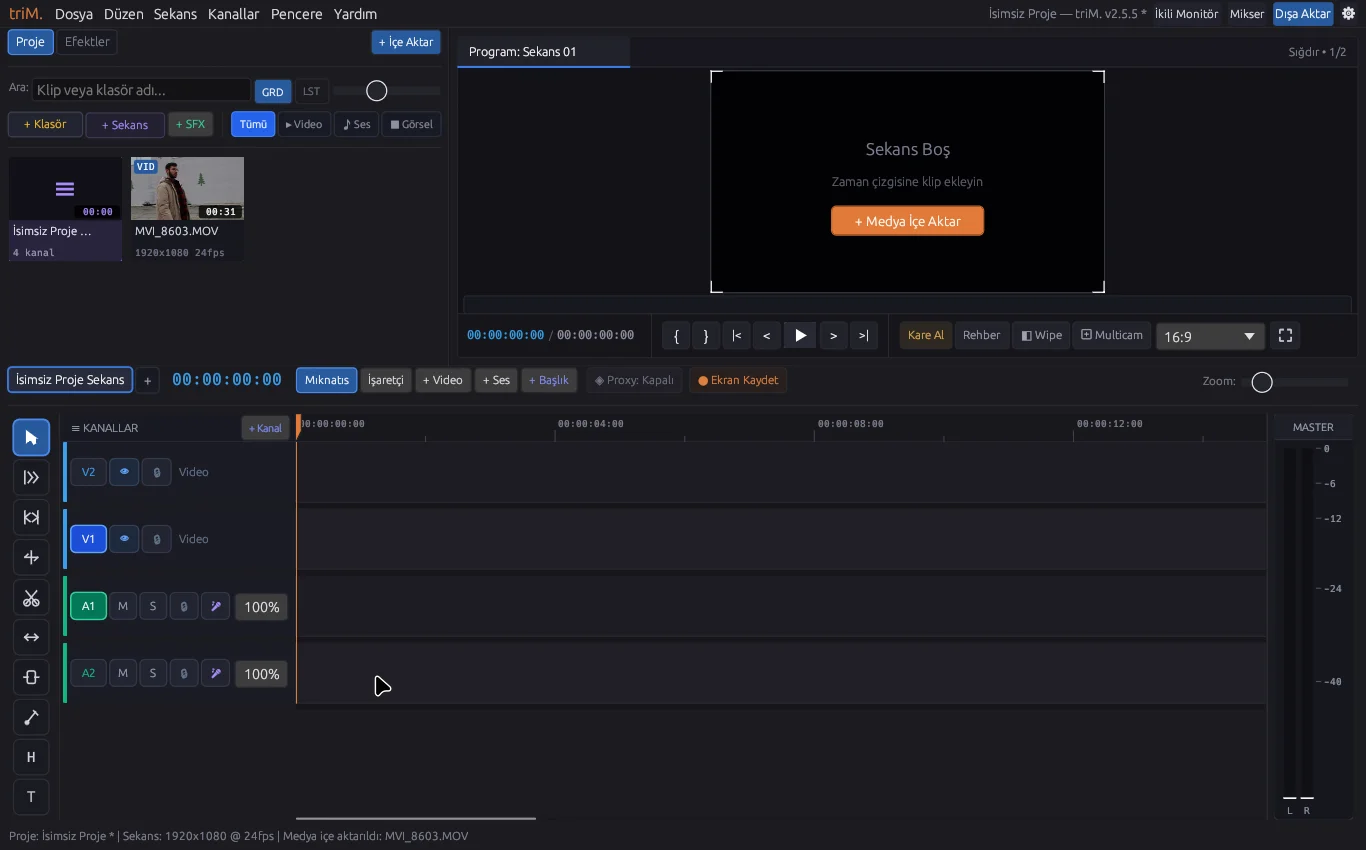 triM. Dosya Düzen Sekans Kanallar Pencere Yardım İsimsiz Proje — triM. v2.5.5 * İkili Monitör Mikser Dışa Aktar
Proje Efektler + İçe Aktar
Ara: Klip veya klasör adı... GRD LST
+ Klasör + Sekans + SFX Tümü Video Ses Görsel
00:00
İsimsiz Proje ...
4 kanal
VID
00:31
MVI_8603.MOV
1920x1080 24fps
Program: Sekans 01 Sığdır • 1/2
Sekans Boş
Zaman çizgisine klip ekleyin
+ Medya İçe Aktar
00:00:00:00 / 00:00:00:00 { } |< < > >| Kare Al Rehber Wipe Multicam 16:9
İsimsiz Proje Sekans + 00:00:00:00 Mıknatıs İşaretçi + Video + Ses + Başlık Proxy: Kapalı Ekran Kaydet Zoom:
KANALLAR + Kanal 00:00:00:00 00:00:04:00 00:00:08:00 00:00:12:00 MASTER
V2 Video
V1 Video
A1 M S 100%
A2 M S 100%
H
T
0
-6
-12
-24
-40
L R
Proje: İsimsiz Proje * | Sekans: 1920x1080 @ 24fps | Medya içe aktarıldı: MVI_8603.MOV